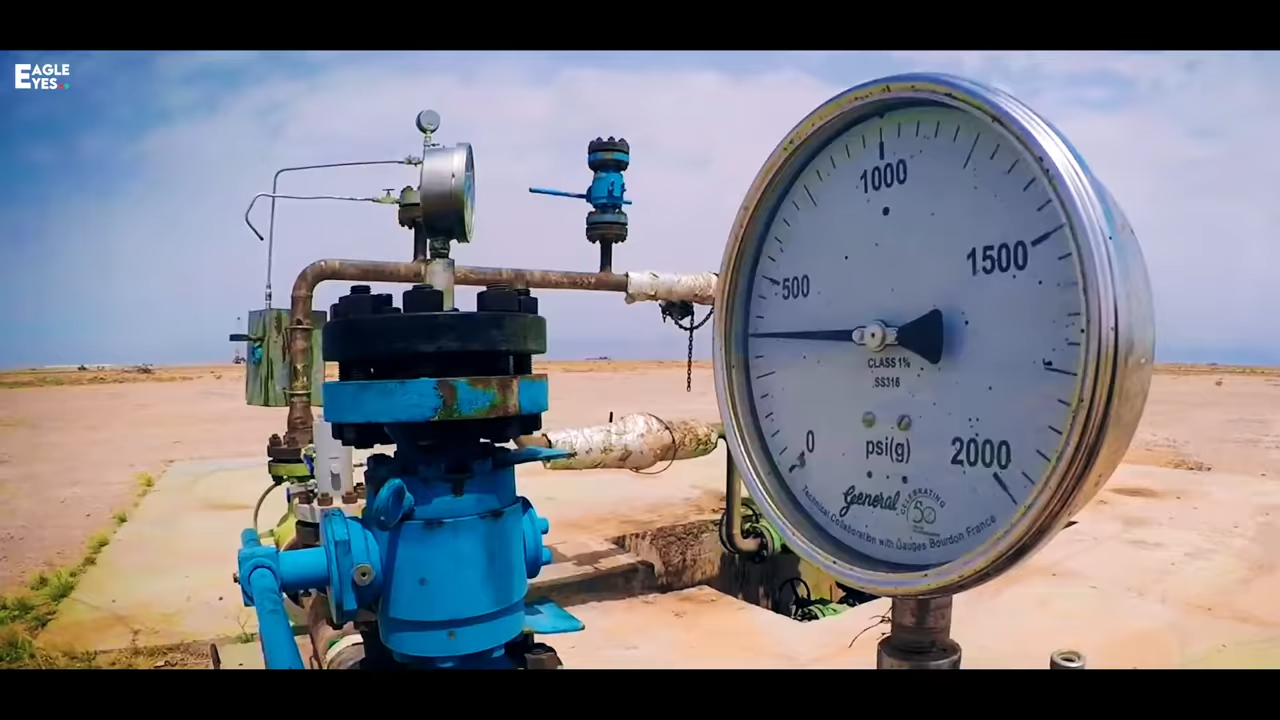 EAGLE
EYES
1000
1500
500
CLASS 1%
SS316
0
psi(g)
2000
General
CELEBRATING
50
Technical Collaboration with Gauges Bourdon France